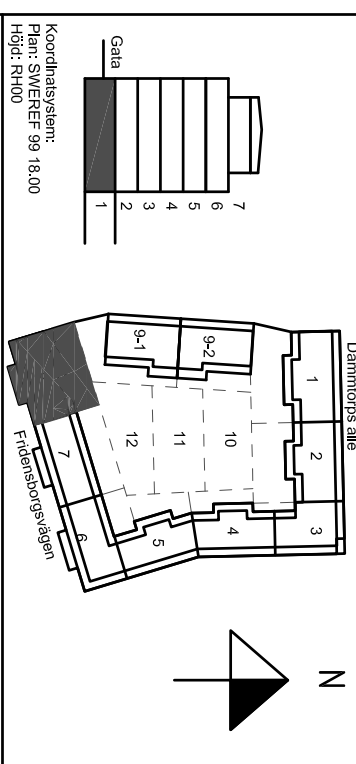 Dammtorps alle
1
2
3
4
5
6
7
9-1
9-2
10
11
12
Fridensborgsvägen
N
Gata
1
2
3
4
5
6
7
Koordinatsystem:
Plan: SWEREF 99 18.00
Höjd: RH00